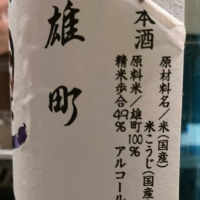 本酒
原材料名／米(国産)
米こうじ(国産
原料米／雄町100%
精米歩合49%
アルコール
雄町